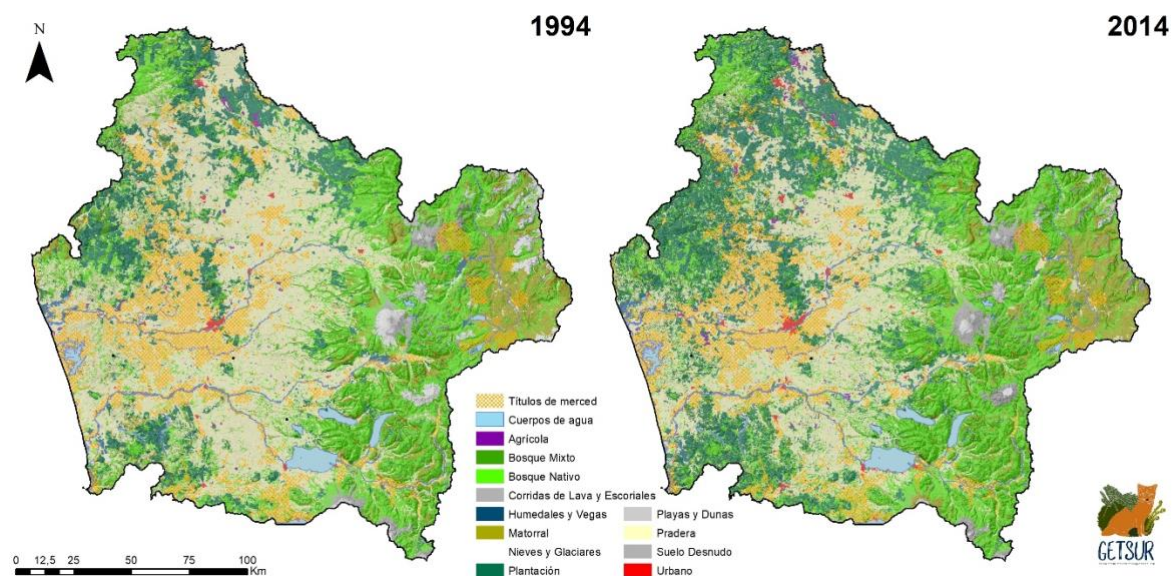 N
1994
2014
Títulos de merced
Cuerpos de agua
Agrícola
Bosque Mixto
Bosque Nativo
Corridas de Lava y Escoriales
Humedales y Vegas
Playas y Dunas
Matorral
Pradera
Nieves y Glaciares
Suelo Desnudo
Plantación
Urbano
0 12,5 25 50 75 100
Km
GETSUR